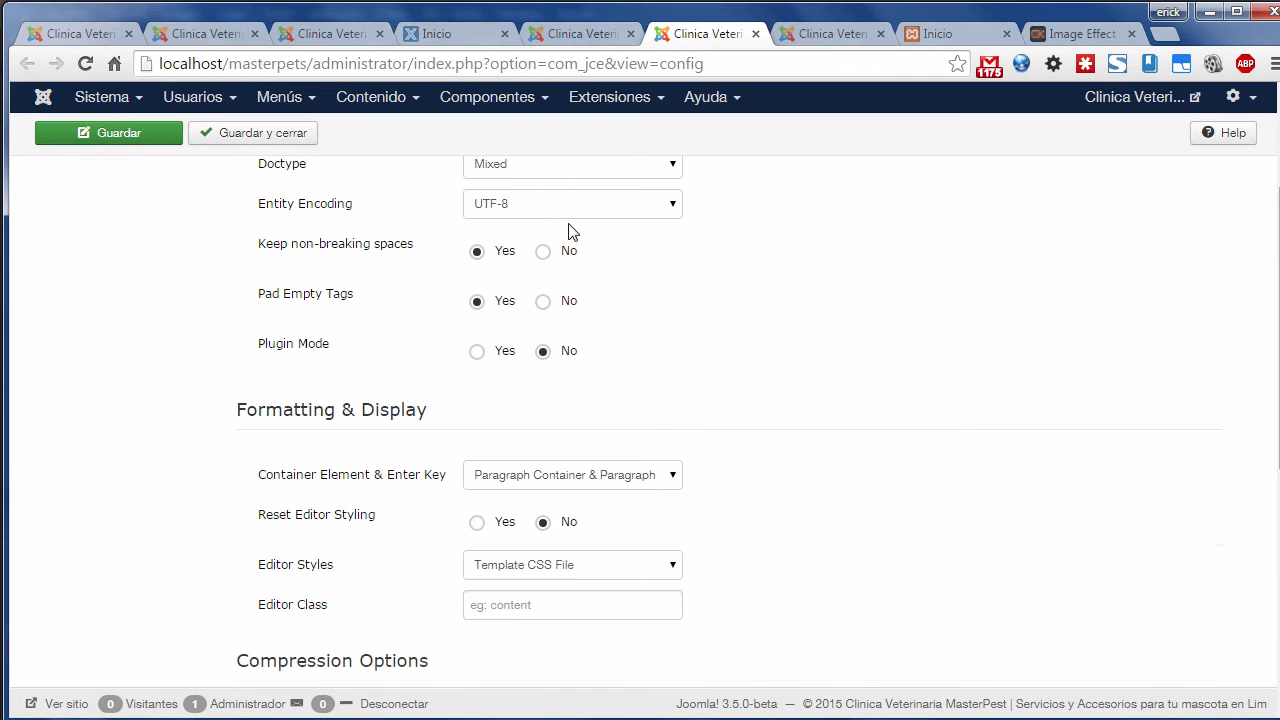 erick
Clinica Veteri
Clinica Veteri
Clinica Veteri
Inicio
Clinica Veteri
Clinica Veteri
Clinica Veteri
Inicio
Image Effect
localhost/masterpets/administrator/index.php?option=com_jce&view=config
1175
ABP
Sistema
Usuarios
Menús
Contenido
Componentes
Extensiones
Ayuda
Clinica Veteri...
Guardar
Guardar y cerrar
Help
Doctype
Mixed
Entity Encoding
UTF-8
Keep non-breaking spaces
Yes
No
Pad Empty Tags
Yes
No
Plugin Mode
Yes
No
Formatting & Display
Container Element & Enter Key
Paragraph Container & Paragraph
Reset Editor Styling
Yes
No
Editor Styles
Template CSS File
Editor Class
eg: content
Compression Options
Ver sitio
0 Visitantes
1 Administrador
0
Desconectar
Joomla! 3.5.0-beta — © 2015 Clinica Veterinaria MasterPest | Servicios y Accesorios para tu mascota en Lim